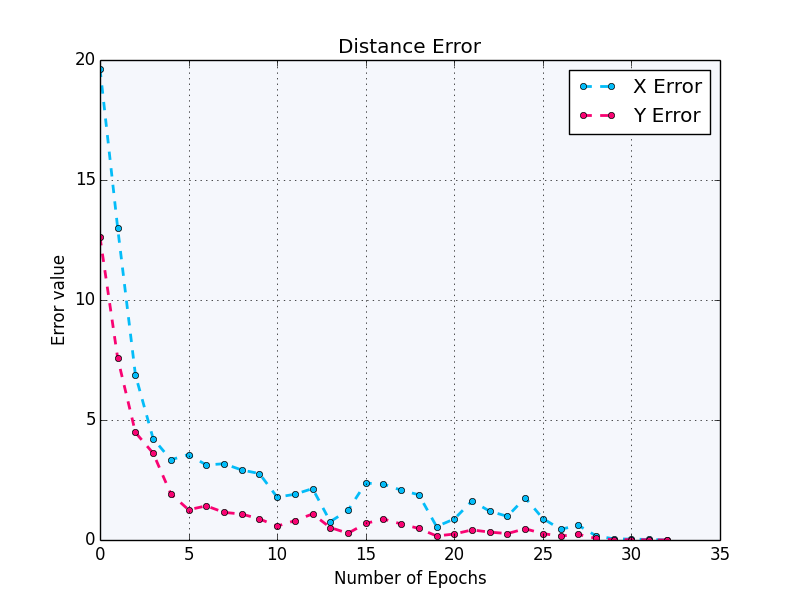 Distance Error
X Error
Y Error
Error value
20
15
10
5
0
0 5 10 15 20 25 30 35
Number of Epochs